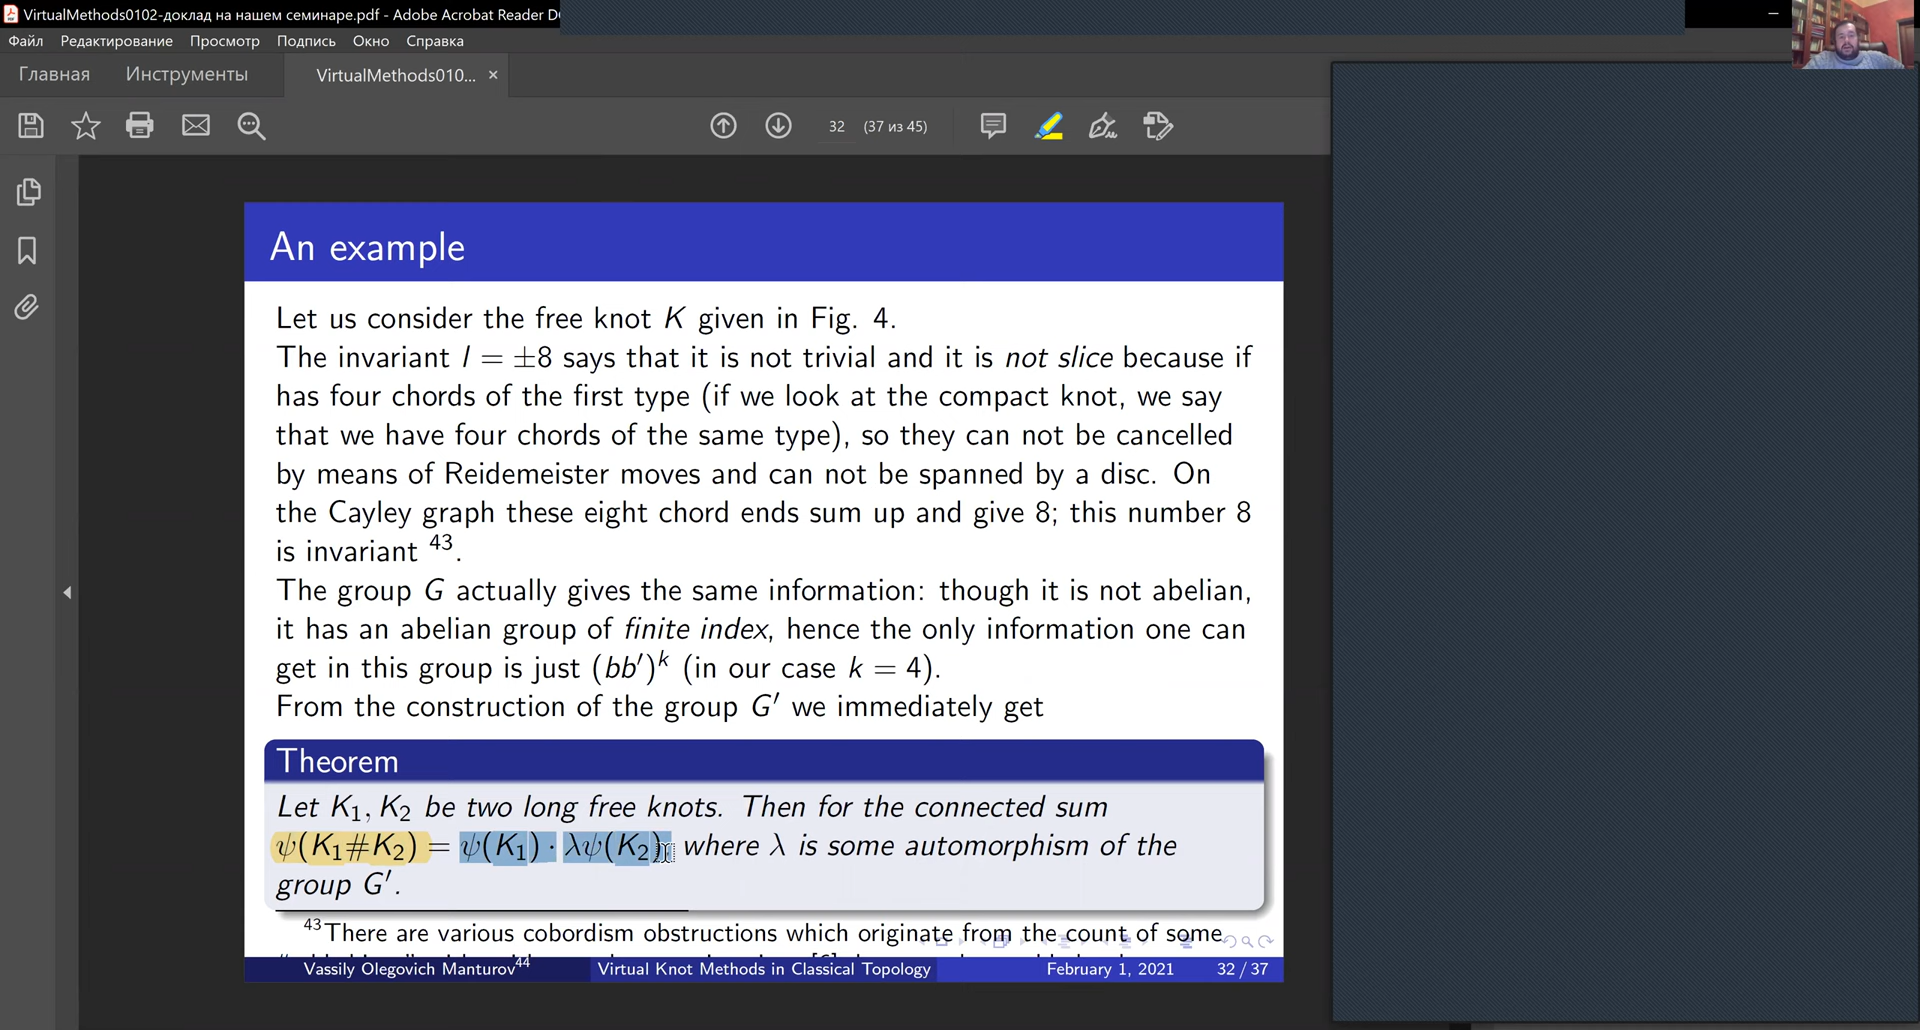 VirtualMethods0102-доклад на нашем семинаре.pdf - Adobe Acrobat Reader D
Файл Редактирование Просмотр Подпись Окно Справка
Главная Инструменты VirtualMethods010... ×
32 (37 из 45)
An example
Let us consider the free knot K given in Fig. 4.
The invariant l = ±8 says that it is not trivial and it is not slice because if
has four chords of the first type (if we look at the compact knot, we say
that we have four chords of the same type), so they can not be cancelled
by means of Reidemeister moves and can not be spanned by a disc. On
the Cayley graph these eight chord ends sum up and give 8; this number 8
is invariant ⁴³.
The group G actually gives the same information: though it is not abelian,
it has an abelian group of finite index, hence the only information one can
get in this group is just (bb′)ᵏ (in our case k = 4).
From the construction of the group G′ we immediately get
Theorem
Let K₁, K₂ be two long free knots. Then for the connected sum
ψ(K₁#K₂) = ψ(K₁) · λψ(K₂), where λ is some automorphism of the
group G′.
⁴³There are various cobordism obstructions which originate from the count of some
Vassily Olegovich Manturov⁴⁴ Virtual Knot Methods in Classical Topology February 1, 2021 32 / 37